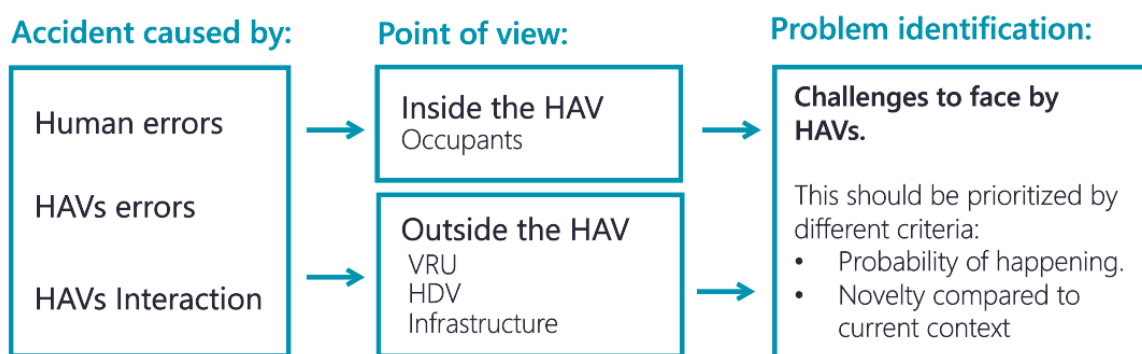 Accident caused by:
Human errors
HAVs errors
HAVs Interaction
Point of view:
Inside the HAV
Occupants
Outside the HAV
VRU
HDV
Infrastructure
Problem identification:
Challenges to face by
HAVs.
This should be prioritized by
different criteria:
• Probability of happening.
• Novelty compared to
current context